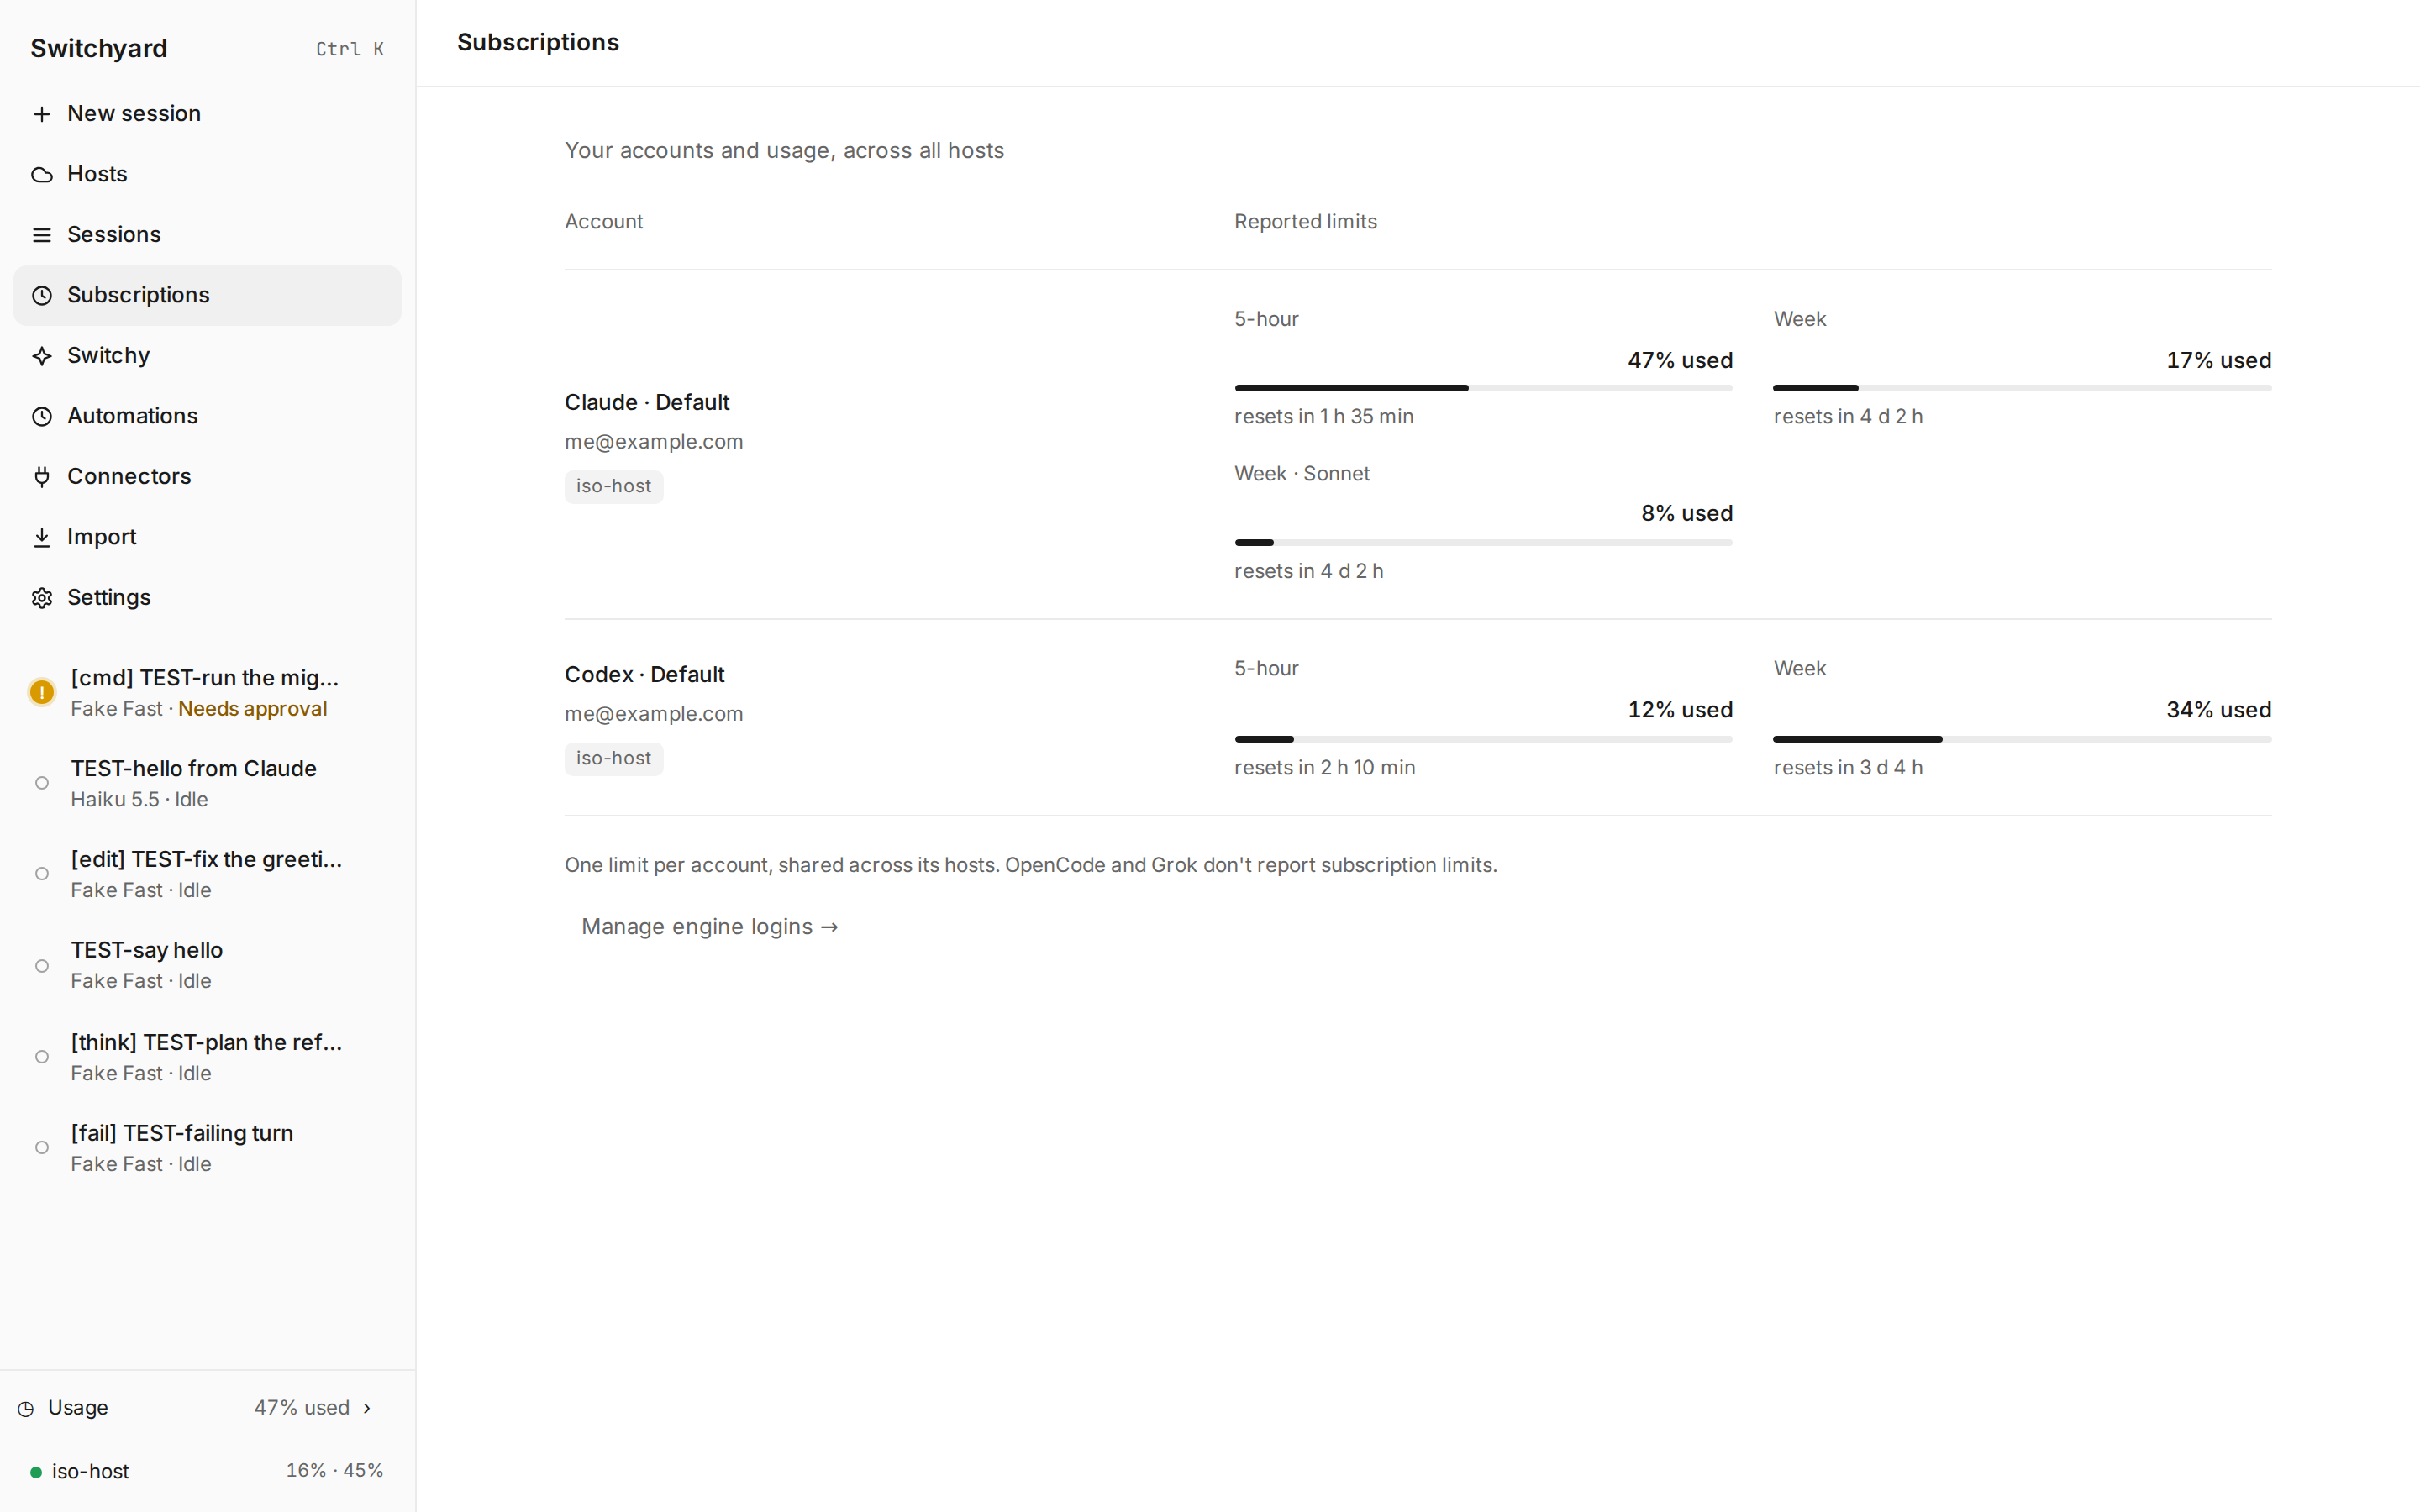 Switchyard
Ctrl K
New session
Hosts
Sessions
Subscriptions
Switchy
Automations
Connectors
Import
Settings
[cmd] TEST-run the mig...
Fake Fast · Needs approval
TEST-hello from Claude
Haiku 5.5 · Idle
[edit] TEST-fix the greeti...
Fake Fast · Idle
TEST-say hello
Fake Fast · Idle
[think] TEST-plan the ref...
Fake Fast · Idle
[fail] TEST-failing turn
Fake Fast · Idle
Usage
47% used ›
iso-host
16% · 45%
Subscriptions
Your accounts and usage, across all hosts
Account
Reported limits
Claude · Default
me@example.com
iso-host
5-hour
47% used
resets in 1 h 35 min
Week
17% used
resets in 4 d 2 h
Week · Sonnet
8% used
resets in 4 d 2 h
Codex · Default
me@example.com
iso-host
5-hour
12% used
resets in 2 h 10 min
Week
34% used
resets in 3 d 4 h
One limit per account, shared across its hosts. OpenCode and Grok don't report subscription limits.
Manage engine logins →